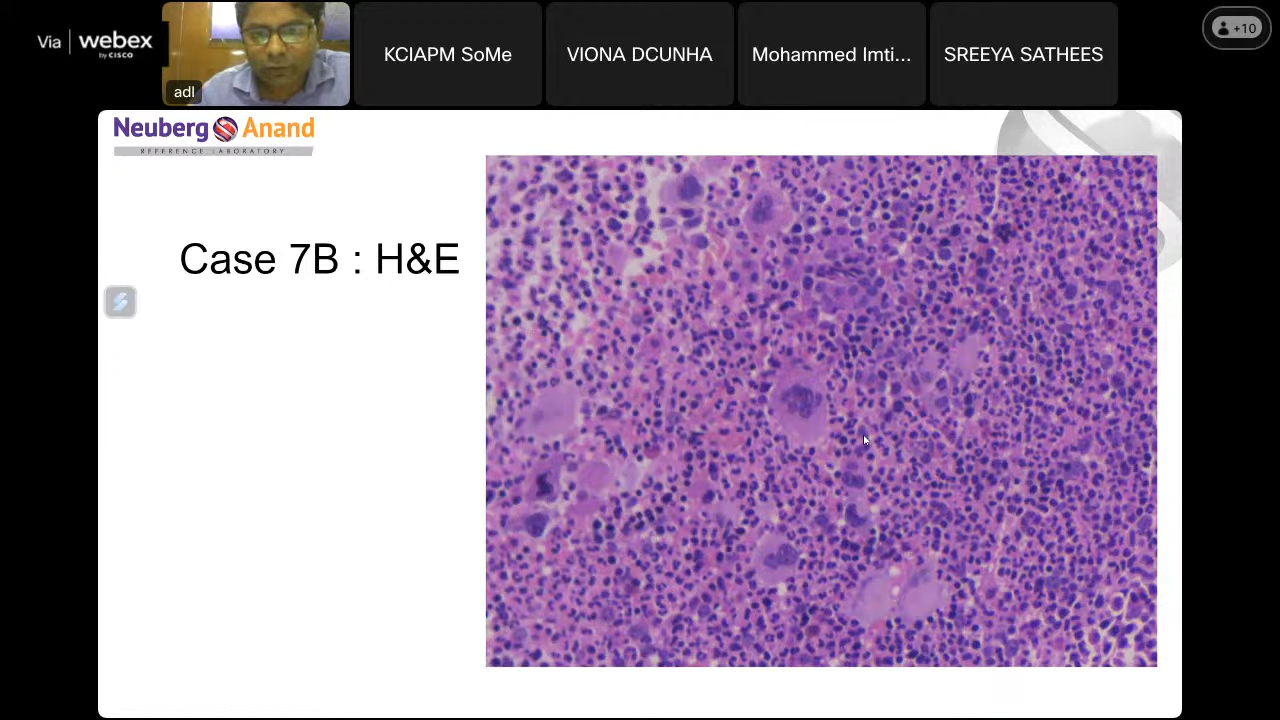 Via webex
by CISCO
adl
KCIAPM SoMe
VIONA DCUNHA
Mohammed Imti...
SREEYA SATHEES
+10
Neuberg Anand
REFERENCE LABORATORY
Case 7B : H&E